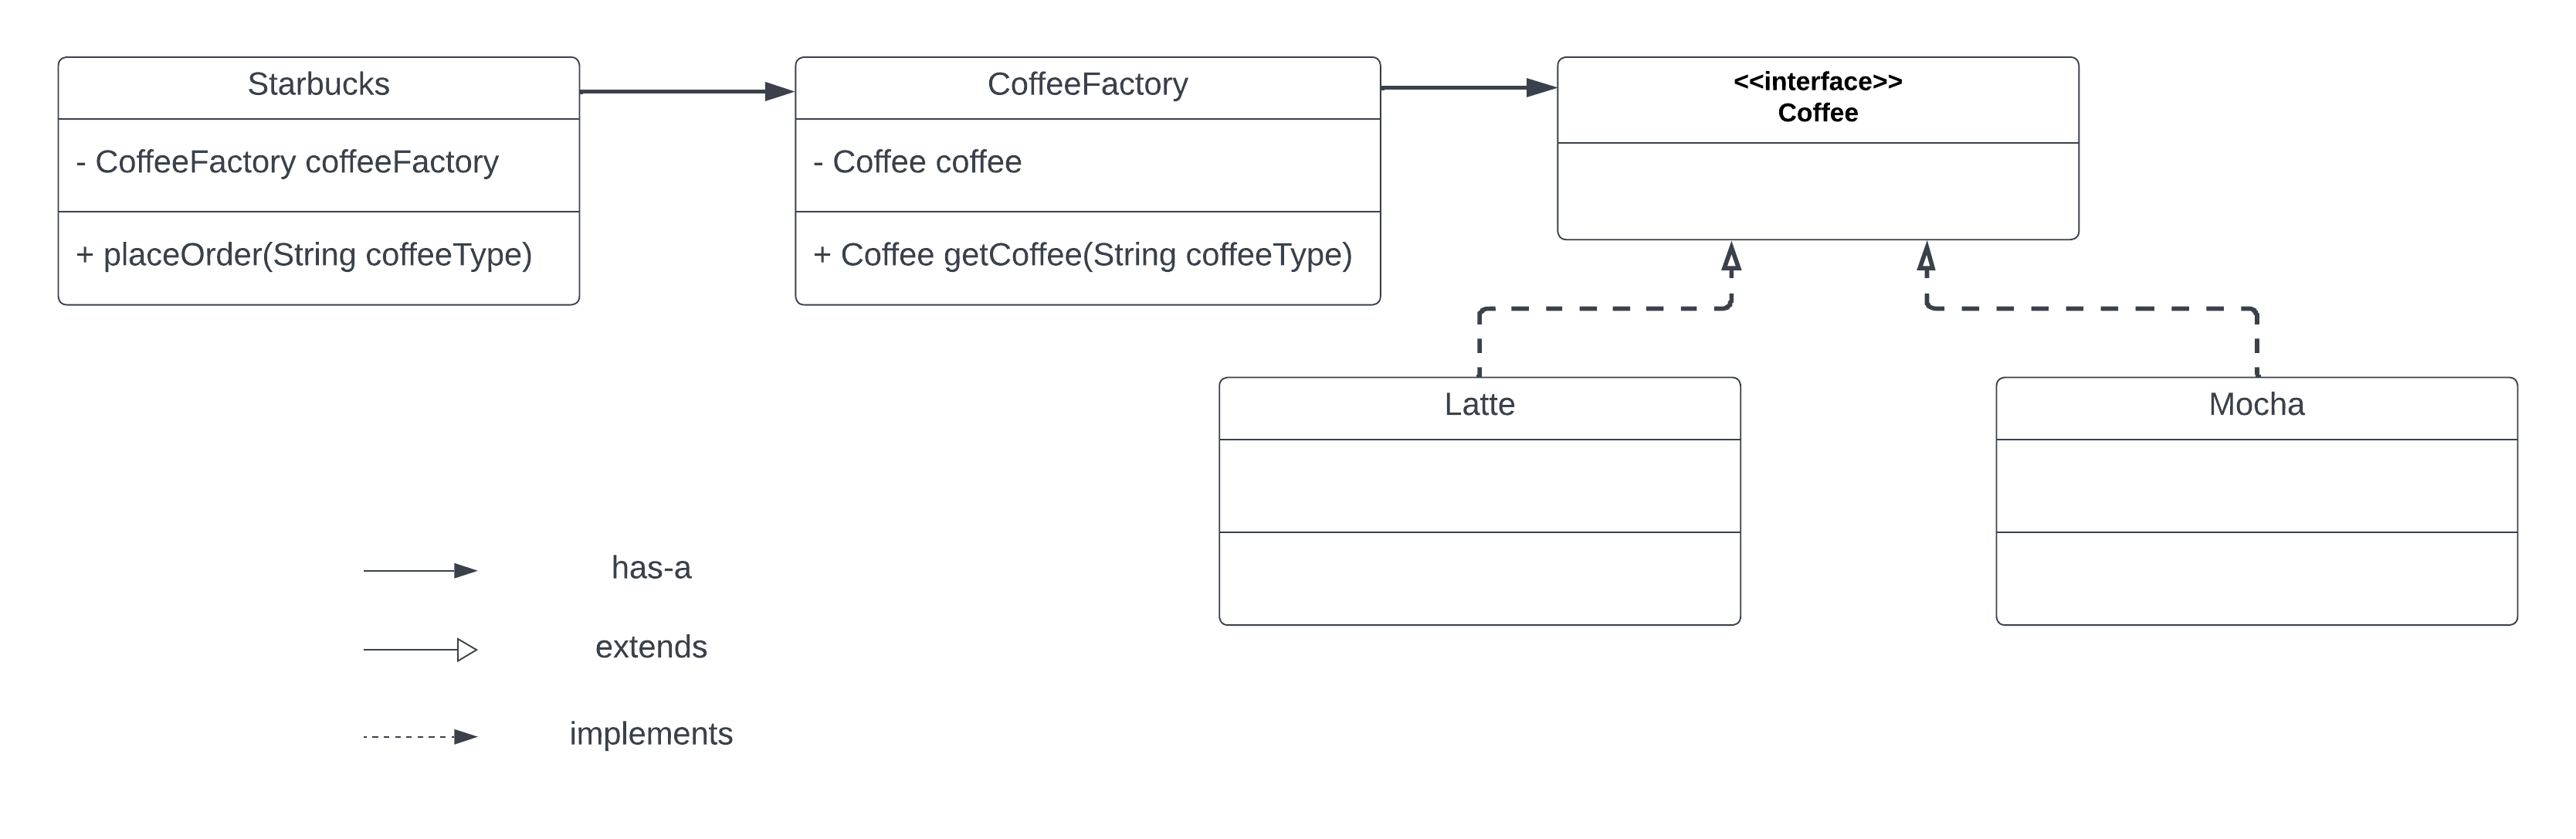 Starbucks
- CoffeeFactory coffeeFactory
+ placeOrder(String coffeeType)
CoffeeFactory
- Coffee coffee
+ Coffee getCoffee(String coffeeType)
<<interface>>
Coffee
Latte
Mocha
has-a
extends
implements